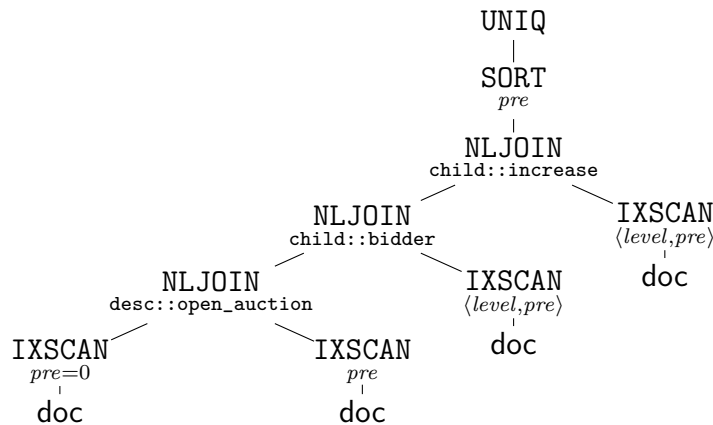 UNIQ
SORT
pre
NLJOIN
child::increase
NLJOIN
child::bidder
IXSCAN
⟨level,pre⟩
doc
NLJOIN
desc::open_auction
IXSCAN
⟨level,pre⟩
doc
IXSCAN
pre=0
doc
IXSCAN
pre
doc